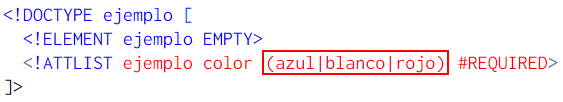 <!DOCTYPE ejemplo [
  <!ELEMENT ejemplo EMPTY>
  <!ATTLIST ejemplo color (azul|blanco|rojo) #REQUIRED>
]>